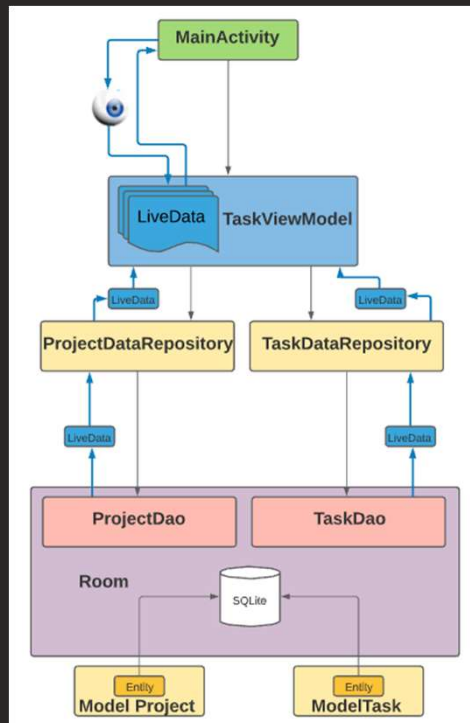 MainActivity
LiveData
TaskViewModel
LiveData
LiveData
ProjectDataRepository
TaskDataRepository
LiveData
LiveData
ProjectDao
TaskDao
Room
SQLite
Entity
Entity
Model Project
ModelTask